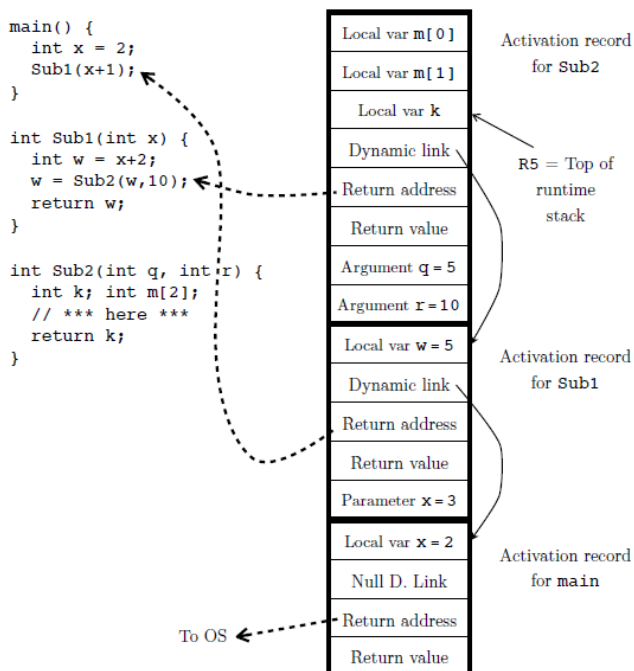 main() {
int x = 2;
Sub1(x+1);
}
int Sub1(int x) {
int w = x+2;
w = Sub2(w,10);
return w;
}
int Sub2(int q, int r) {
int k; int m[2];
// *** here ***
return k;
}
Local var m[0]
Local var m[1]
Local var k
Dynamic link
Return address
Return value
Argument q = 5
Argument r = 10
Local var w = 5
Dynamic link
Return address
Return value
Parameter x = 3
Local var x = 2
Null D. Link
Return address
Return value
Activation record
for Sub2
R5 = Top of
runtime
stack
Activation record
for Sub1
Activation record
for main
To OS